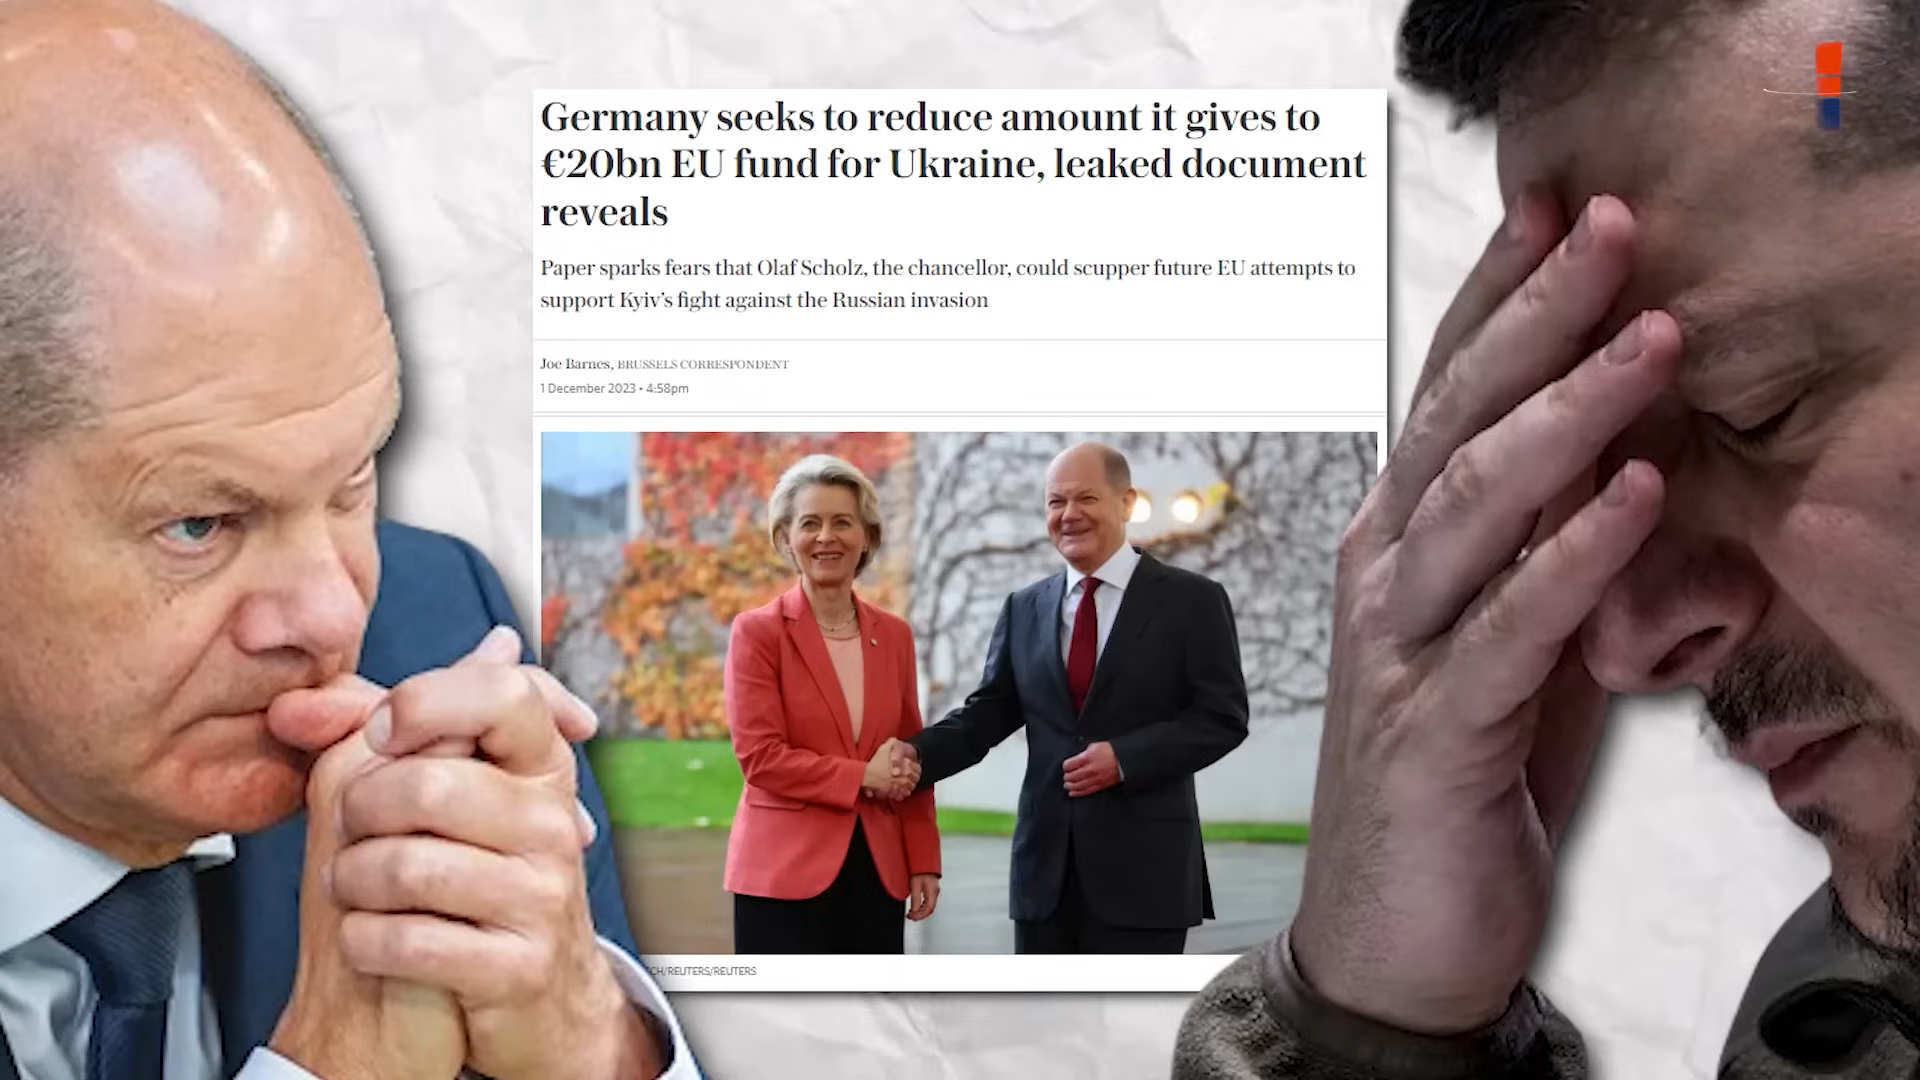 Germany seeks to reduce amount it gives to
€20bn EU fund for Ukraine, leaked document
reveals
Paper sparks fears that Olaf Scholz, the chancellor, could scupper future EU attempts to
support Kyiv's fight against the Russian invasion
Joe Barnes, BRUSSELS CORRESPONDENT
1 December 2023 • 4:58pm
CH/REUTERS/REUTERS